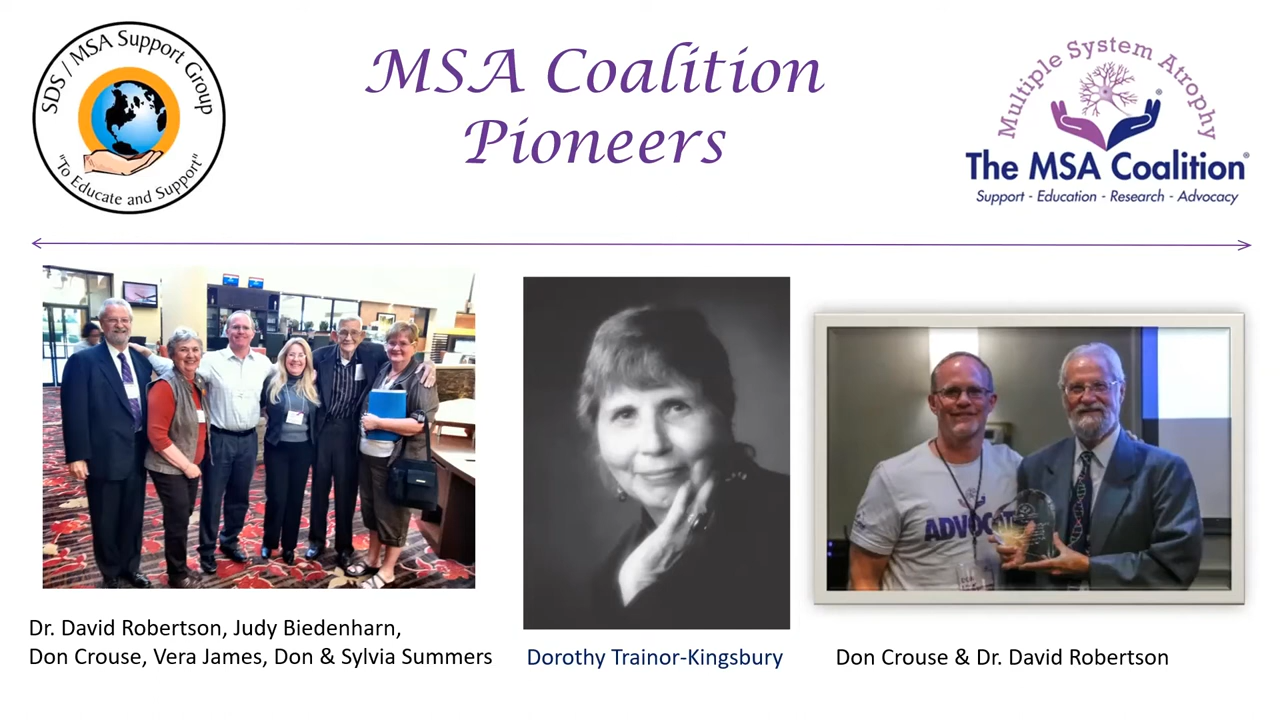 SDS / MSA Support Group
"To Educate and Support"
MSA Coalition
Pioneers
Multiple System Atrophy
The MSA Coalition®
Support - Education - Research - Advocacy
ADVOCATE
Dr. David Robertson, Judy Biedenharn,
Don Crouse, Vera James, Don & Sylvia Summers
Dorothy Trainor-Kingsbury
Don Crouse & Dr. David Robertson